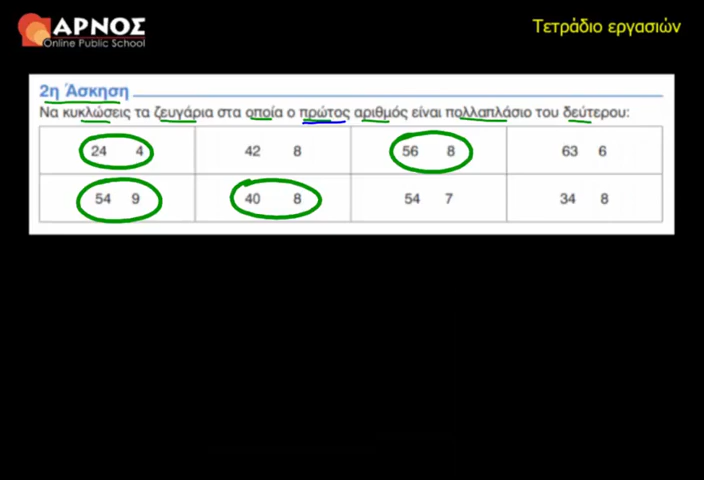 ΑΡΝΟΣ
Online Public School
Τετράδιο εργασιών
2η Άσκηση
Να κυκλώσεις τα ζευγάρια στα οποία ο πρώτος αριθμός είναι πολλαπλάσιο του δεύτερου:
24 4 42 8 56 8 63 6
54 9 40 8 54 7 34 8